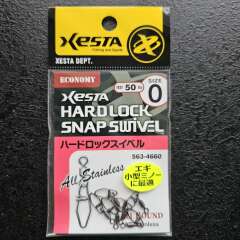 XESTA
Fishing and Sports
XESTA DEPT.
ECONOMY
強度 50 lb
SIZE
0
XESTA
HARD LOCK
SNAP SWIVEL
ハードロックスイベル
563-4660
All Stainless
エギ
小型ミノー
に最適